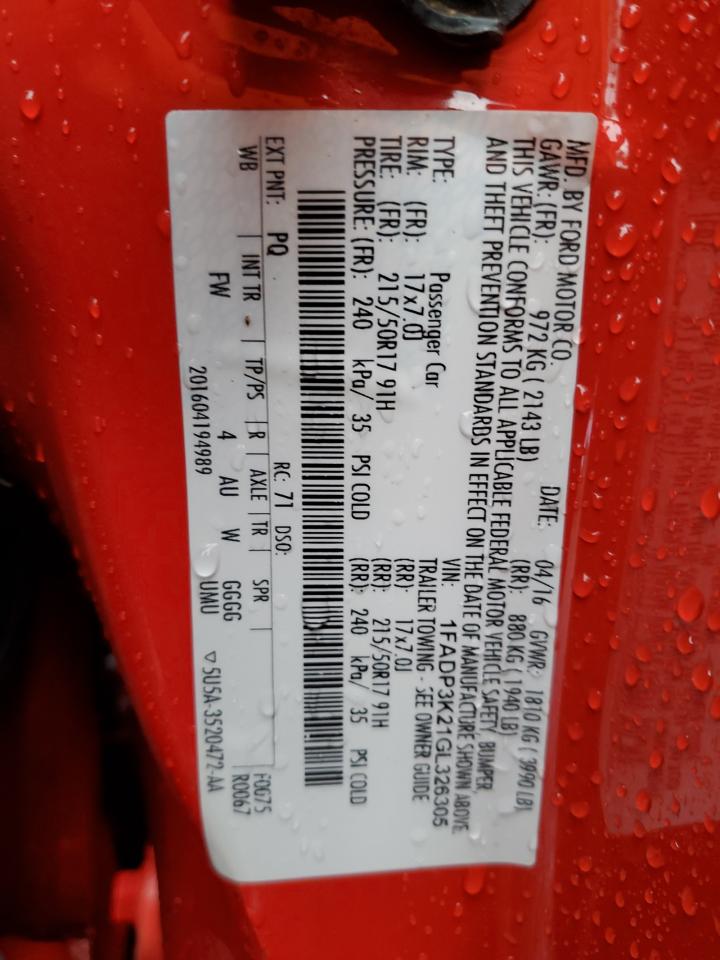 MFD. BY FORD MOTOR CO. DATE: 04/16 GVWR: 1810 KG ( 3990 LB)
GAWR: (FR): 972 KG ( 2143 LB) (RR): 880 KG ( 1940 LB)
THIS VEHICLE CONFORMS TO ALL APPLICABLE FEDERAL MOTOR VEHICLE SAFETY, BUMPER,
AND THEFT PREVENTION STANDARDS IN EFFECT ON THE DATE OF MANUFACTURE SHOWN ABOVE.
VIN: 1FADP3K21GL326305
TYPE: Passenger Car TRAILER TOWING - SEE OWNER GUIDE
RIM: (FR): 17x7.0J (RR) 17x7.0J
TIRE: (FR): 215/50R17 91H (RR): 215/50R17 91H
PRESSURE: (FR): 240 kPa/ 35 PSI COLD (RR): 240 kPa/ 35 PSI COLD
EXT PNT: PQ RC: 71 DSO: F0G75
WB INT TR TP/PS R AXLE TR SPR R0067
FW 4 AU W GGGG
UMU
201604194989 ▽5U5A-3520472-AA